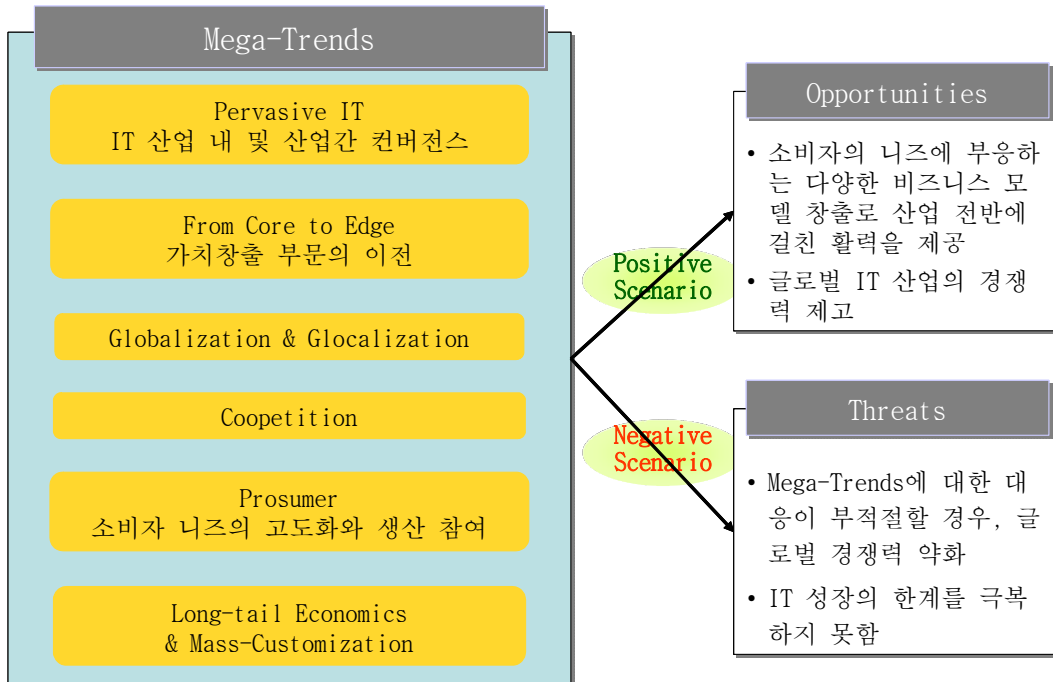 Mega-Trends
Pervasive IT
IT 산업 내 및 산업간 컨버전스
From Core to Edge
가치창출 부문의 이전
Globalization & Glocalization
Coopetition
Prosumer
소비자 니즈의 고도화와 생산 참여
Long-tail Economics
& Mass-Customization
Positive
Scenario
Negative
Scenario
Opportunities
• 소비자의 니즈에 부응하
는 다양한 비즈니스 모
델 창출로 산업 전반에
걸친 활력을 제공
• 글로벌 IT 산업의 경쟁
력 제고
Threats
• Mega-Trends에 대한 대
응이 부적절할 경우, 글
로벌 경쟁력 약화
• IT 성장의 한계를 극복
하지 못함